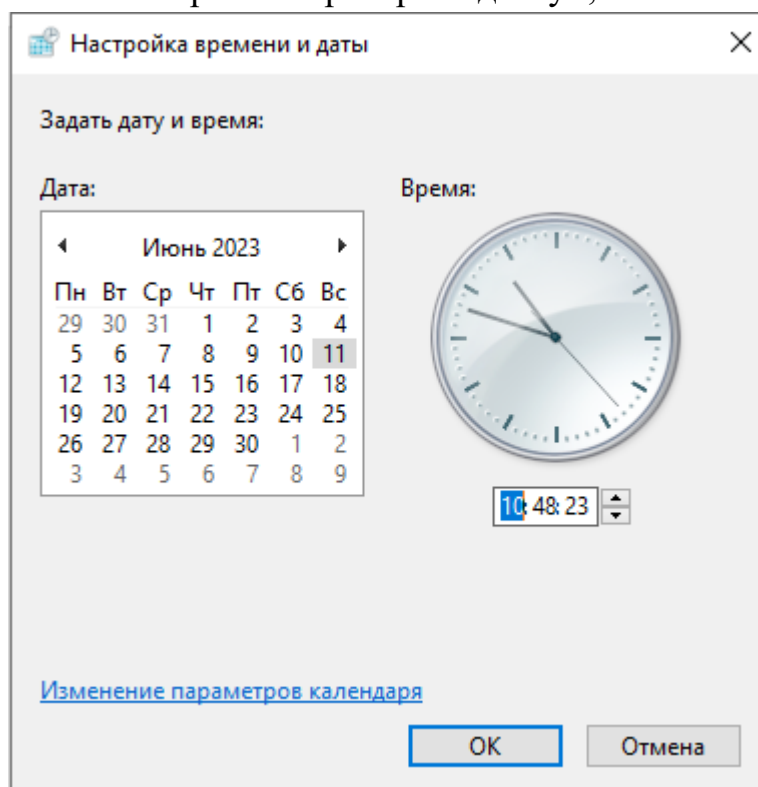 Настройка времени и даты
Задать дату и время:
Дата:
Время:
Июнь 2023
Пн Вт Ср Чт Пт Сб Вс
29 30 31 1 2 3 4
5 6 7 8 9 10 11
12 13 14 15 16 17 18
19 20 21 22 23 24 25
26 27 28 29 30 1 2
3 4 5 6 7 8 9
10:48:23
Изменение параметров календаря
ОК
Отмена